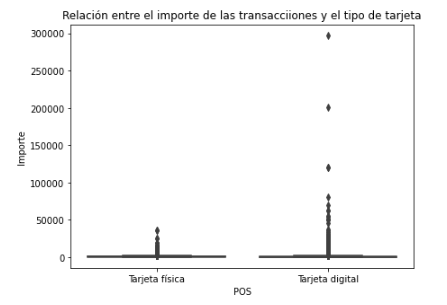 Relación entre el importe de las transacciiones y el tipo de tarjeta
300000
250000
200000
150000
100000
50000
0
Importe
Tarjeta física
Tarjeta digital
POS